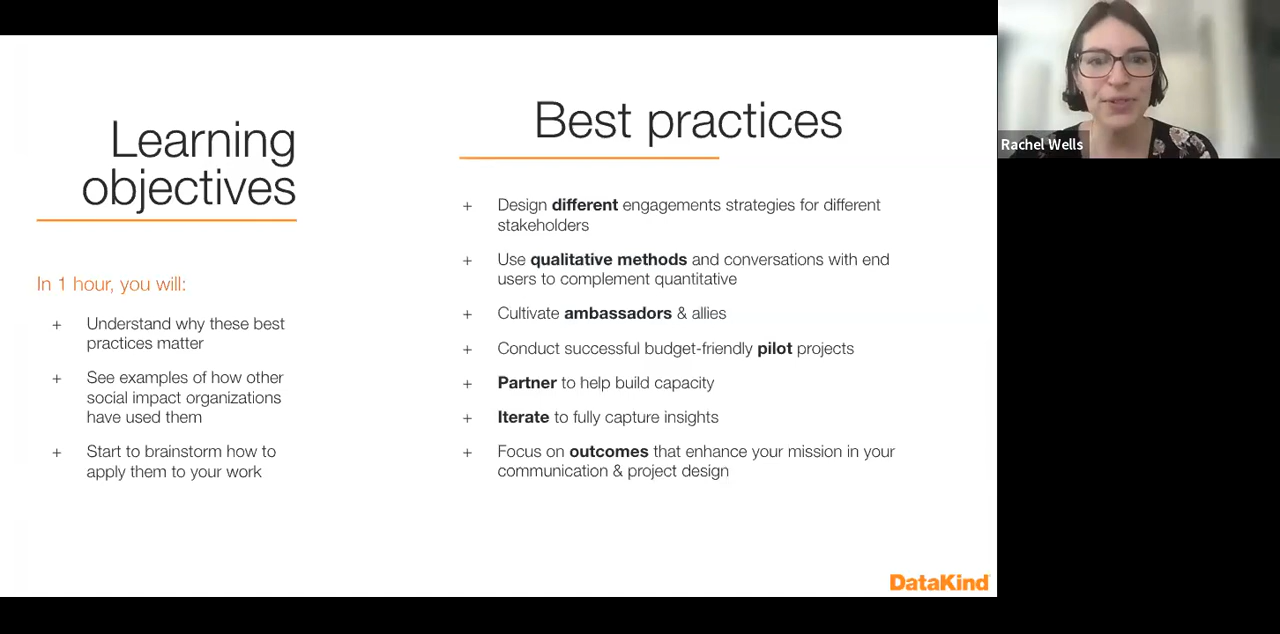 Learning
objectives
In 1 hour, you will:
+ Understand why these best
practices matter
+ See examples of how other
social impact organizations
have used them
+ Start to brainstorm how to
apply them to your work
Best practices
+ Design different engagements strategies for different
stakeholders
+ Use qualitative methods and conversations with end
users to complement quantitative
+ Cultivate ambassadors & allies
+ Conduct successful budget-friendly pilot projects
+ Partner to help build capacity
+ Iterate to fully capture insights
+ Focus on outcomes that enhance your mission in your
communication & project design
DataKind
Rachel Wells